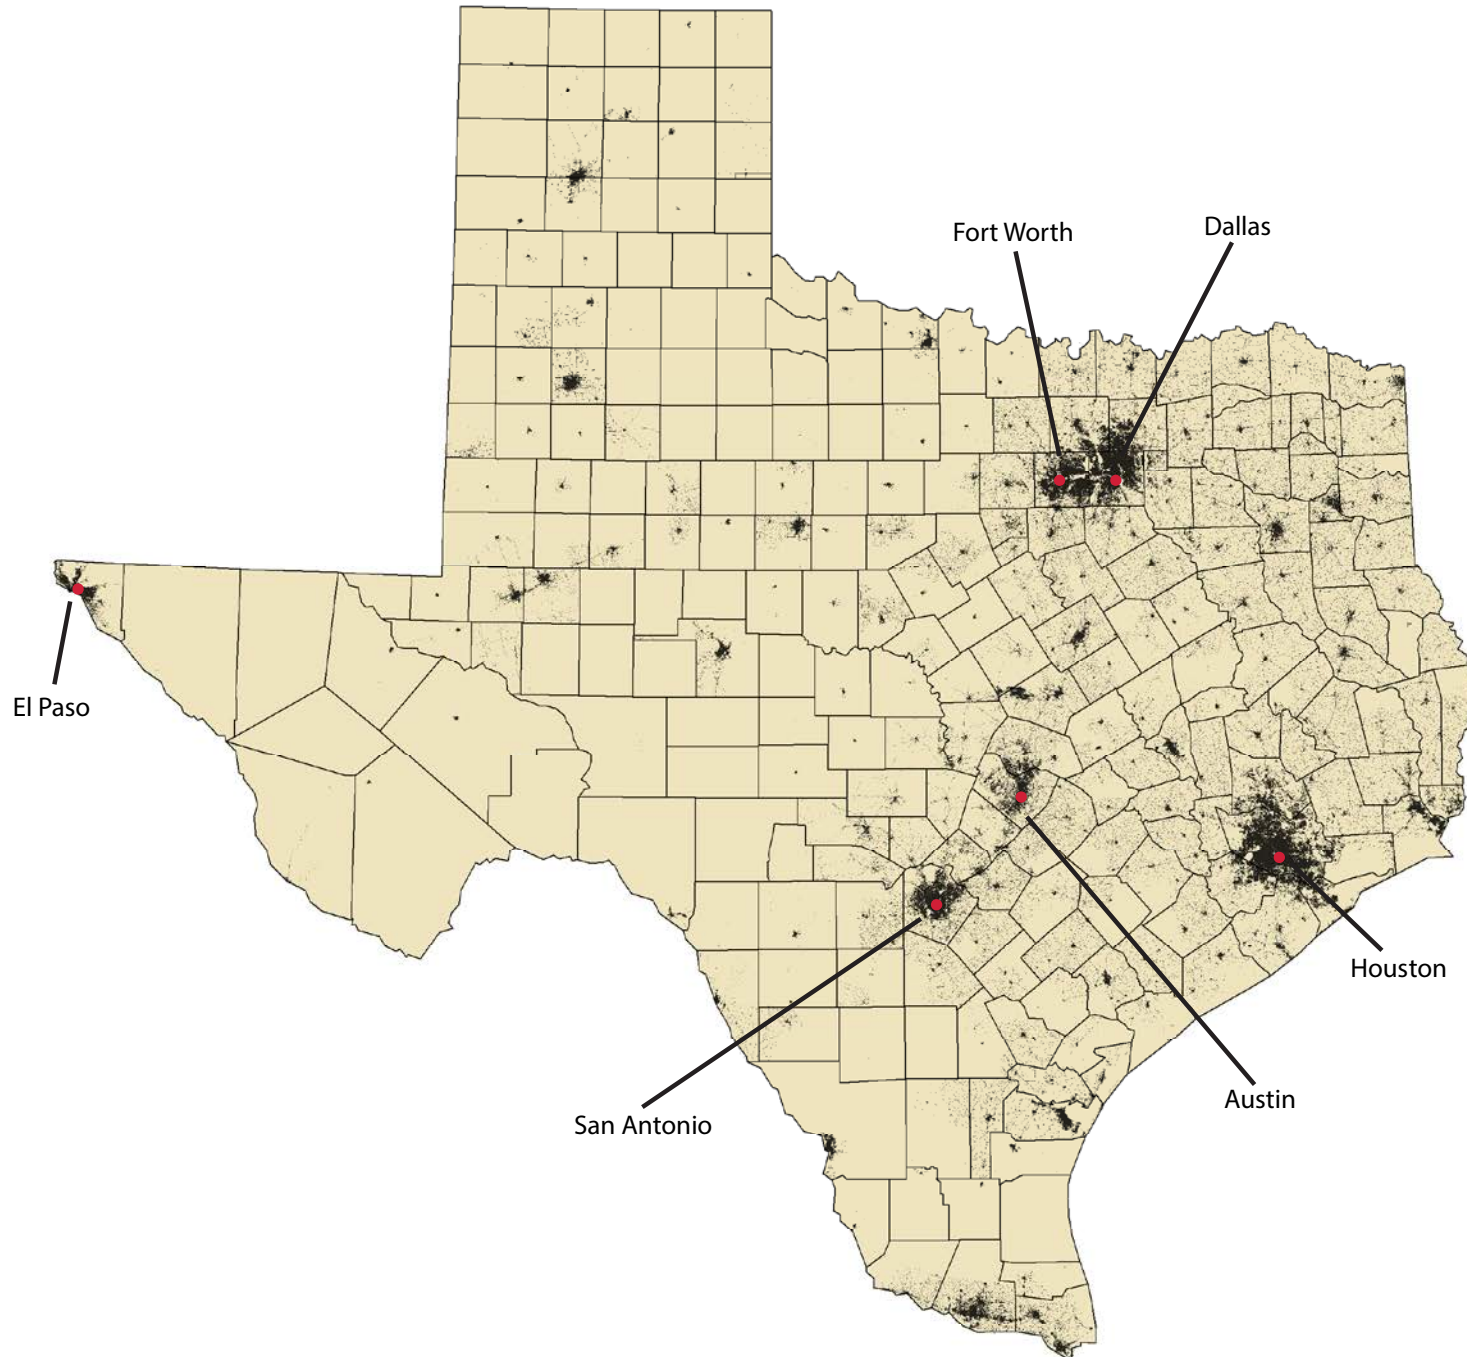 Dallas
Fort Worth
El Paso
Houston
Austin
San Antonio